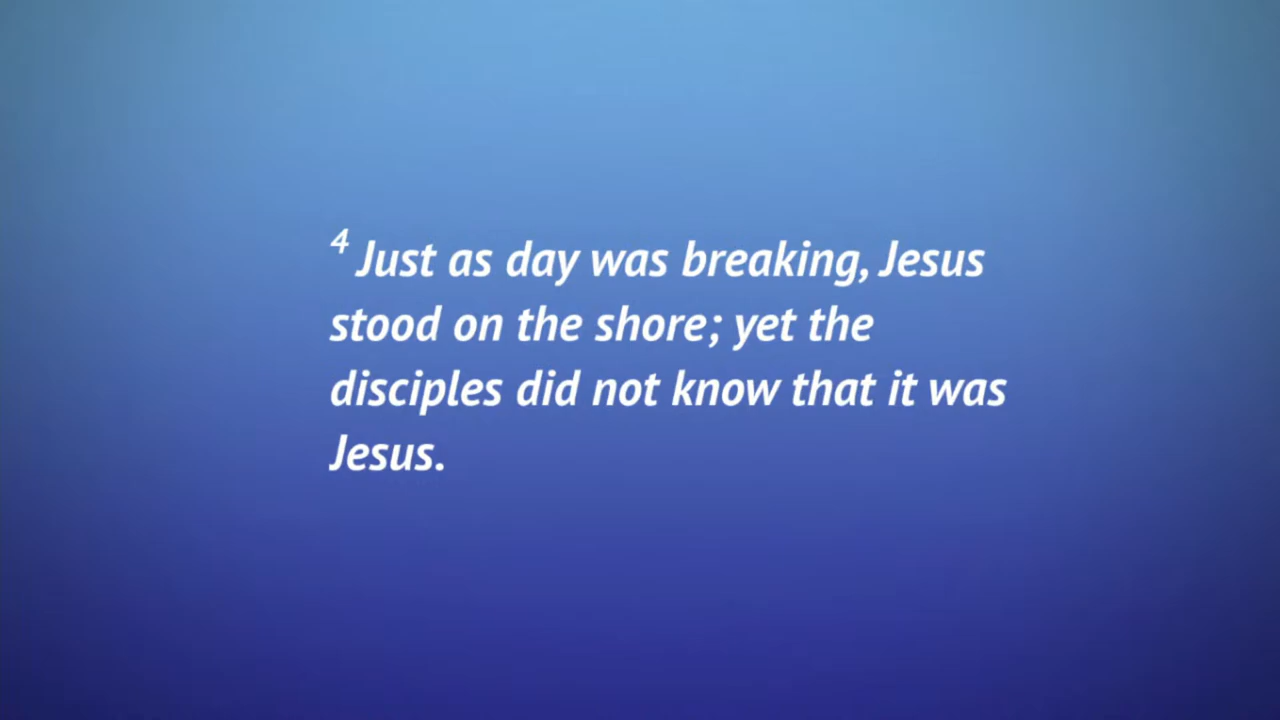 4 Just as day was breaking, Jesus
stood on the shore; yet the
disciples did not know that it was
Jesus.